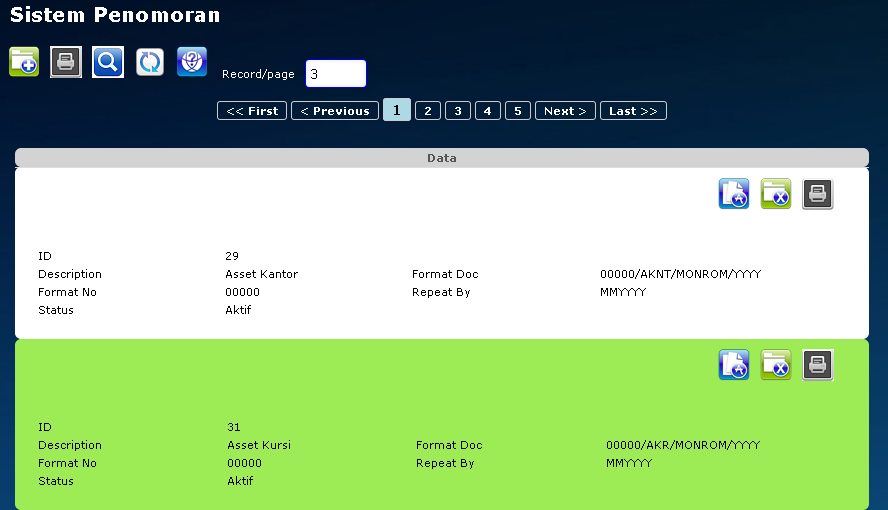 Sistem Penomoran
Record/page 3
<< First < Previous 1 2 3 4 5 Next > Last >>
Data
ID 29
Description Asset Kantor Format Doc 00000/AKNT/MONROM/YYYY
Format No 00000 Repeat By MMYYYY
Status Aktif
ID 31
Description Asset Kursi Format Doc 00000/AKR/MONROM/YYYY
Format No 00000 Repeat By MMYYYY
Status Aktif